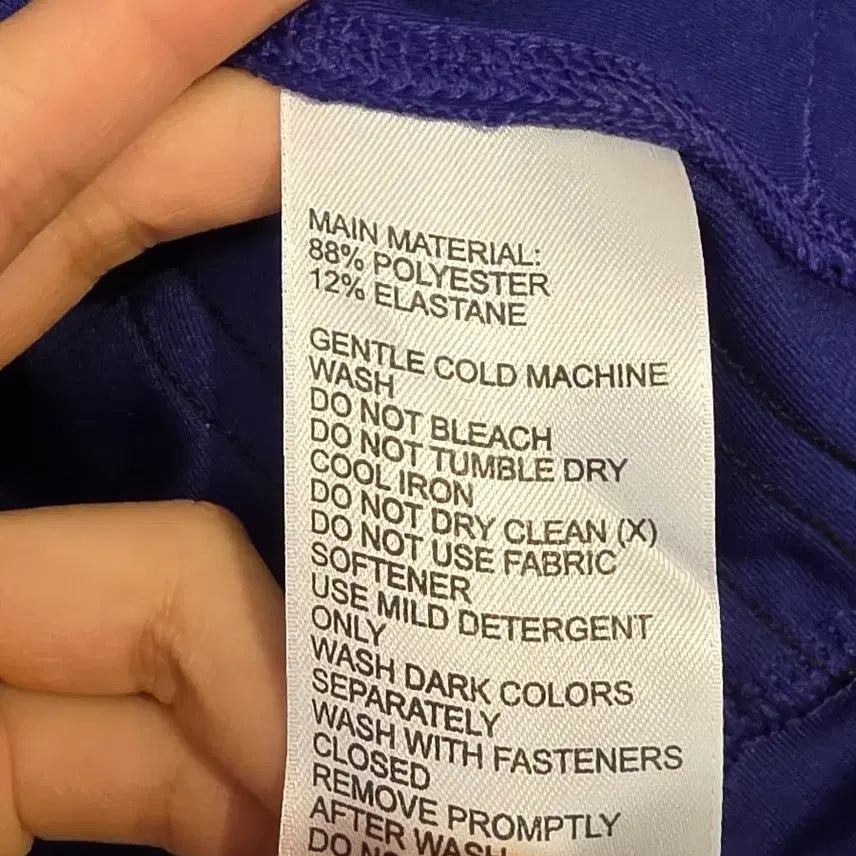 MAIN MATERIAL:
88% POLYESTER
12% ELASTANE
GENTLE COLD MACHINE
WASH
DO NOT BLEACH
DO NOT TUMBLE DRY
COOL IRON
DO NOT DRY CLEAN (X)
DO NOT USE FABRIC
SOFTENER
USE MILD DETERGENT
ONLY
WASH DARK COLORS
SEPARATELY
WASH WITH FASTENERS
CLOSED
REMOVE PROMPTLY
AFTER WASH
DO